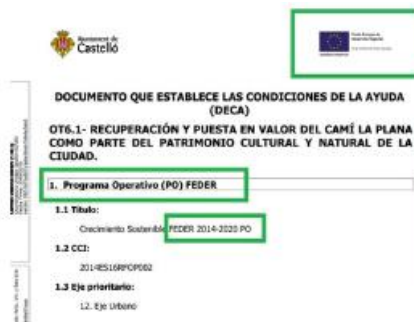 Ajuntament de
Castelló
DOCUMENTO QUE ESTABLECE LAS CONDICIONES DE LA AYUDA
(DECA)
OT6.1- RECUPERACIÓN Y PUESTA EN VALOR DEL CAMÍ LA PLANA
COMO PARTE DEL PATRIMONIO CULTURAL Y NATURAL DE LA
CIUDAD.
1. Programa Operativo (PO) FEDER
1.1 Título:
Crecimiento Sostenible FEDER 2014-2020 PO
1.2 CCI:
2014ES16RFOP002
1.3 Eje prioritario:
12. Eje Urbano